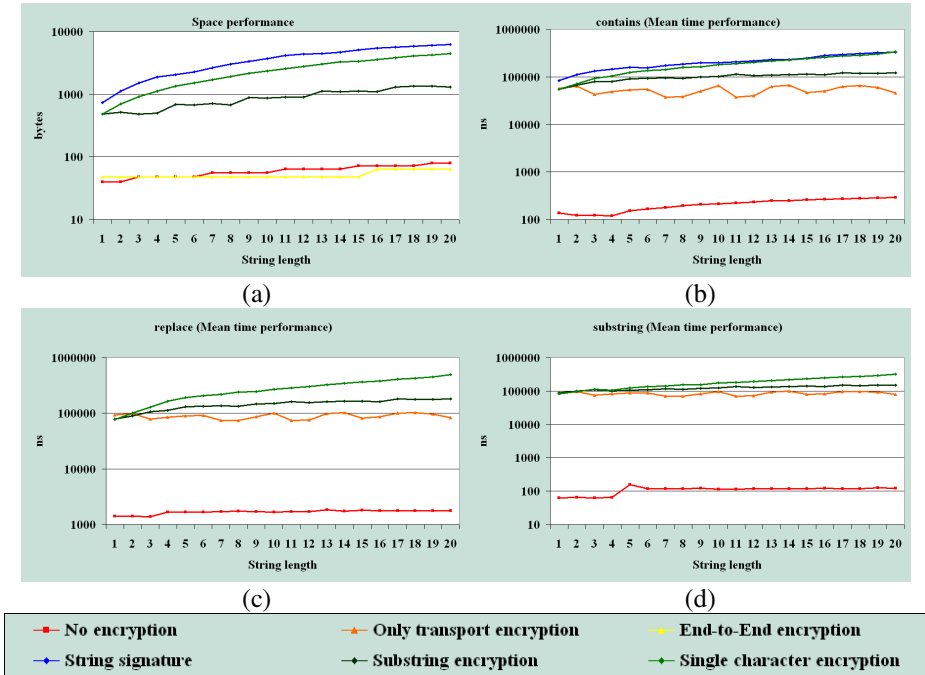 Space performance
10000
1000
100
10
bytes
1 2 3 4 5 6 7 8 9 10 11 12 13 14 15 16 17 18 19 20
String length
(a)
contains (Mean time performance)
1000000
100000
10000
1000
100
ns
1 2 3 4 5 6 7 8 9 10 11 12 13 14 15 16 17 18 19 20
String length
(b)
replace (Mean time performance)
1000000
100000
10000
1000
ns
1 2 3 4 5 6 7 8 9 10 11 12 13 14 15 16 17 18 19 20
String length
(c)
substring (Mean time performance)
1000000
100000
10000
1000
100
10
ns
1 2 3 4 5 6 7 8 9 10 11 12 13 14 15 16 17 18 19 20
String length
(d)
No encryption
Only transport encryption
End-to-End encryption
String signature
Substring encryption
Single character encryption